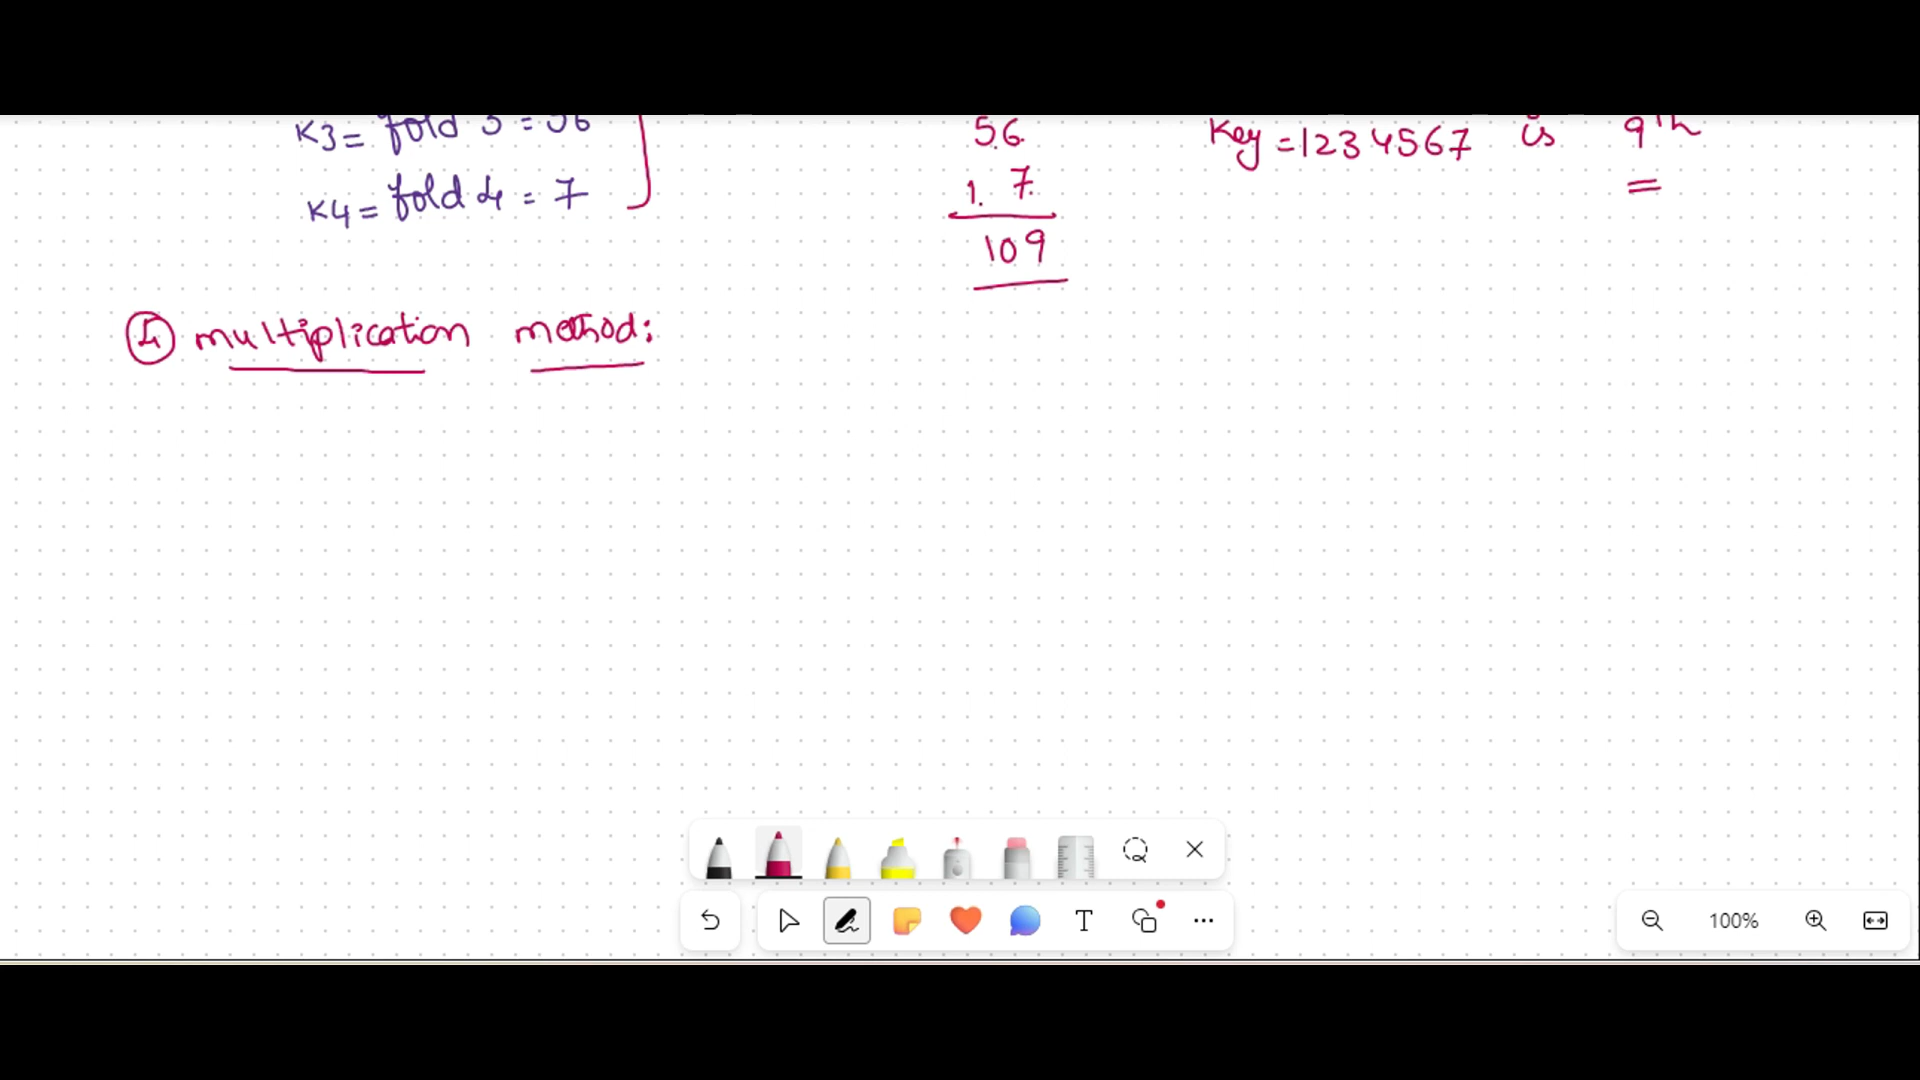 K3 = fold 3 = 56
K4 = fold 4 = 7
56
1. 7
109
Key = 1234567 is 9th
=
④ multiplication method:
T
100%